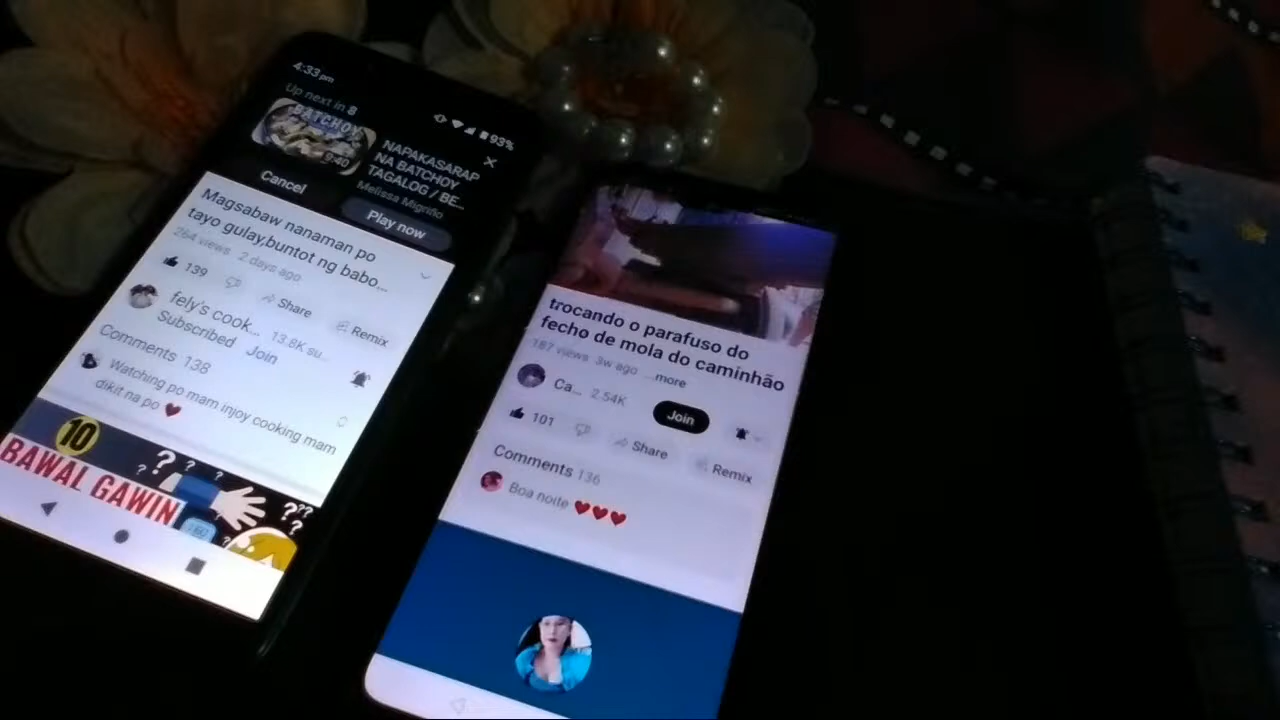 4:33 pm
93%
Up next in 8
BATCHOY
9:40
NAPAKASARAP
NA BATCHOY
TAGALOG / BE...
Melissa Migriño
Cancel
Play now
Magsabaw nanaman po
tayo gulay,buntot ng babo...
264 views 2 days ago
139
Share
Remix
fely's cook... 13.8K su..
Subscribed Join
Comments 138
Watching po mam injoy cooking mam
dikit na po ❤️
10
BAWAL GAWIN
? ? ? ? ??
trocando o parafuso do
fecho de mola do caminhão
187 views 3w ago ...more
Ca... 2.54K
Join
101
Share
Remix
Comments 136
Boa noite ❤️❤️❤️